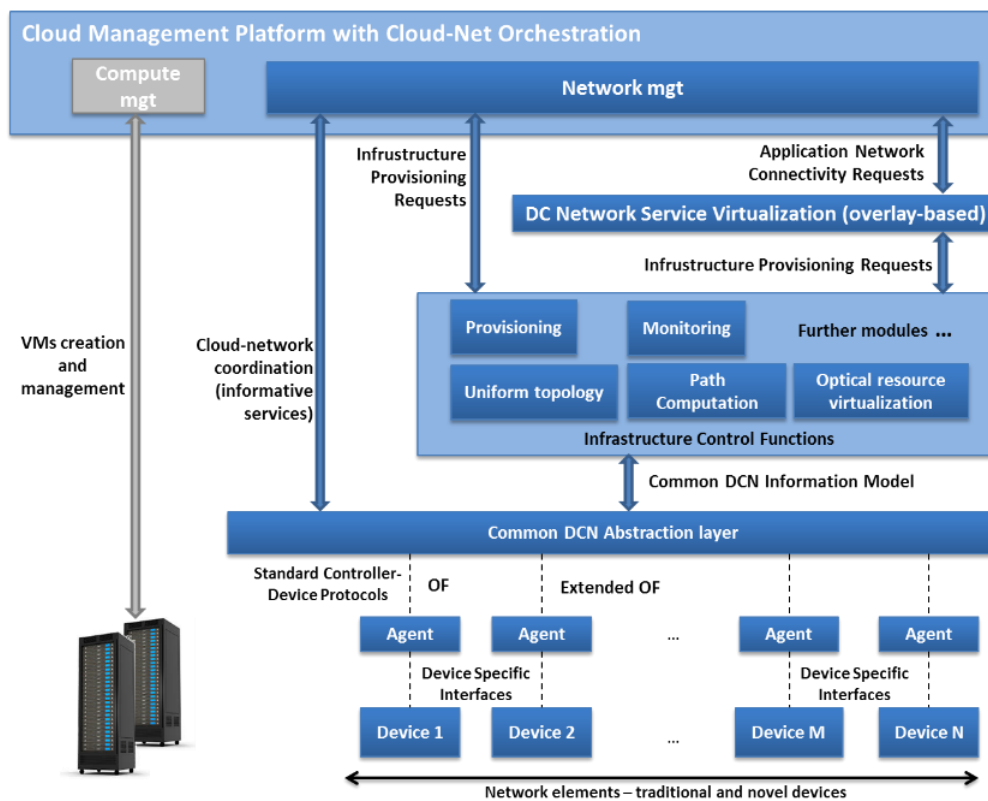 Cloud Management Platform with Cloud-Net Orchestration
Compute
mgt
Network mgt
Infrustructure
Provisioning
Requests
Application Network
Connectivity Requests
DC Network Service Virtualization (overlay-based)
Infrustructure Provisioning Requests
VMs creation
and
management
Cloud-network
coordination
(informative
services)
Provisioning
Monitoring
Further modules ...
Uniform topology
Path
Computation
Optical resource
virtualization
Infrastructure Control Functions
Common DCN Information Model
Common DCN Abstraction layer
Standard Controller-
Device Protocols
OF
Extended OF
Agent
Agent
...
Agent
Agent
Device Specific
Interfaces
Device Specific
Interfaces
Device 1
Device 2
...
Device M
Device N
Network elements – traditional and novel devices